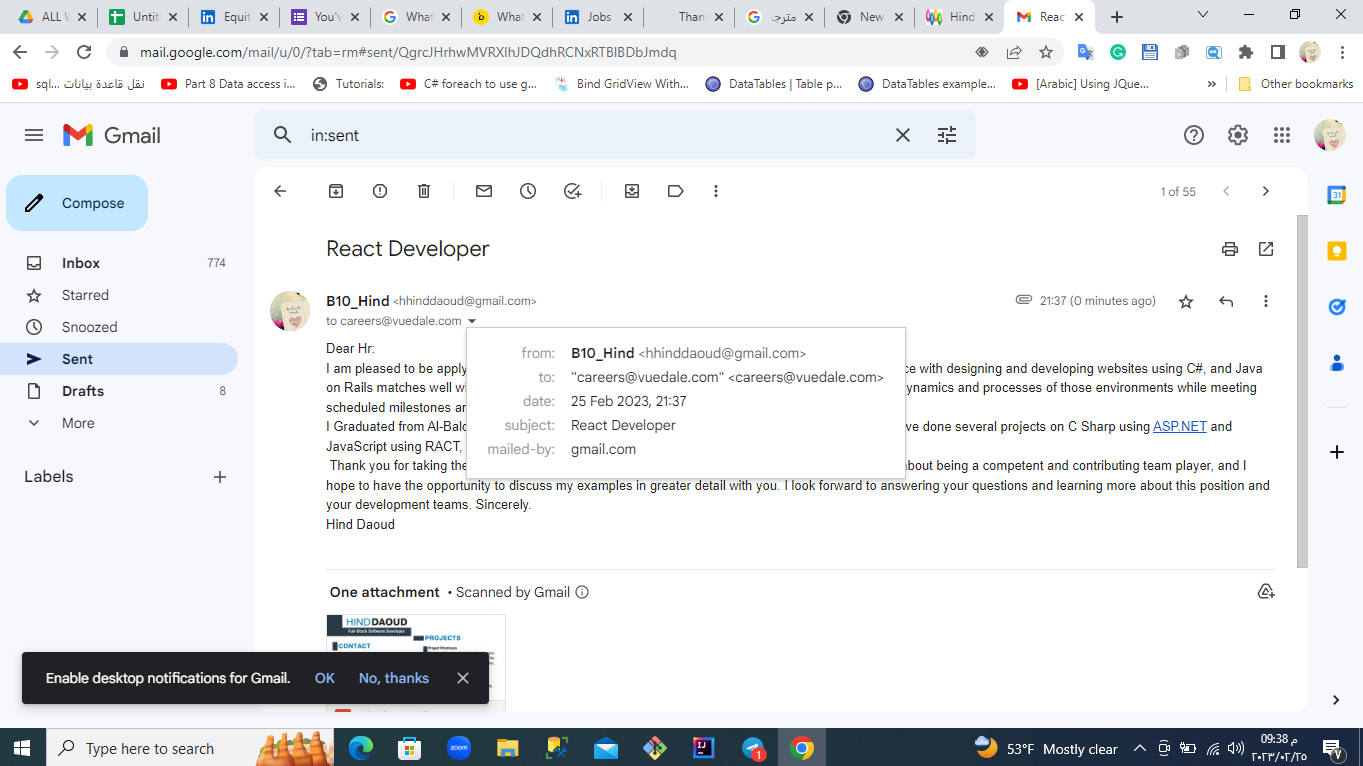 ALL W
Untit
Equit
You'v
What
What
Jobs
Than
مترجـ
New
Hind
Reac
mail.google.com/mail/u/0/?tab=rm#sent/QgrcJHrhwMVRXlhJDQdhRCNxRTBlBDbJmdq
sql... نقل قاعدة بيانات
Part 8 Data access i...
Tutorials:
C# foreach to use g...
Bind GridView With...
DataTables | Table p...
DataTables example...
[Arabic] Using JQue...
»
Other bookmarks
Gmail
in:sent
Compose
1 of 55
Inbox 774
Starred
Snoozed
Sent
Drafts 8
More
Labels
React Developer
B10_Hind <hhinddaoud@gmail.com>
21:37 (0 minutes ago)
to careers@vuedale.com
Dear Hr:
I am pleased to be apply
ce with designing and developing websites using C#, and Java
on Rails matches well wi
ynamics and processes of those environments while meeting
scheduled milestones an
I Graduated from Al-Balq
ve done several projects on C Sharp using ASP.NET and
JavaScript using RACT,
Thank you for taking the
about being a competent and contributing team player, and I
hope to have the opportunity to discuss my examples in greater detail with you. I look forward to answering your questions and learning more about this position and
your development teams. Sincerely.
Hind Daoud
from: B10_Hind <hhinddaoud@gmail.com>
to: "careers@vuedale.com" <careers@vuedale.com>
date: 25 Feb 2023, 21:37
subject: React Developer
mailed-by: gmail.com
One attachment • Scanned by Gmail
HIND DAOUD
Full-Stack Software Developer
CONTACT
PROJECTS
Enable desktop notifications for Gmail. OK No, thanks
31
Type here to search
zoom
IJ
1
53°F Mostly clear
09:38 م
٢٠٢٣/٠٢/٢٥